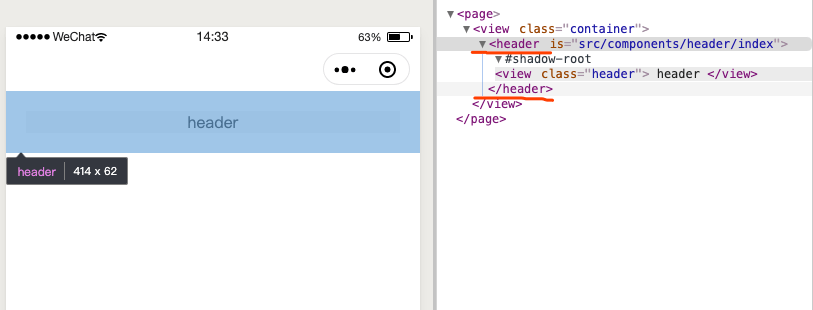 ●●●●● WeChat 14:33 63%
header
header 414 x 62
▼<page>
▼<view class="container">
▼<header is="src/components/header/index">
▼#shadow-root
<view class="header"> header </view>
</header>
</view>
</page>